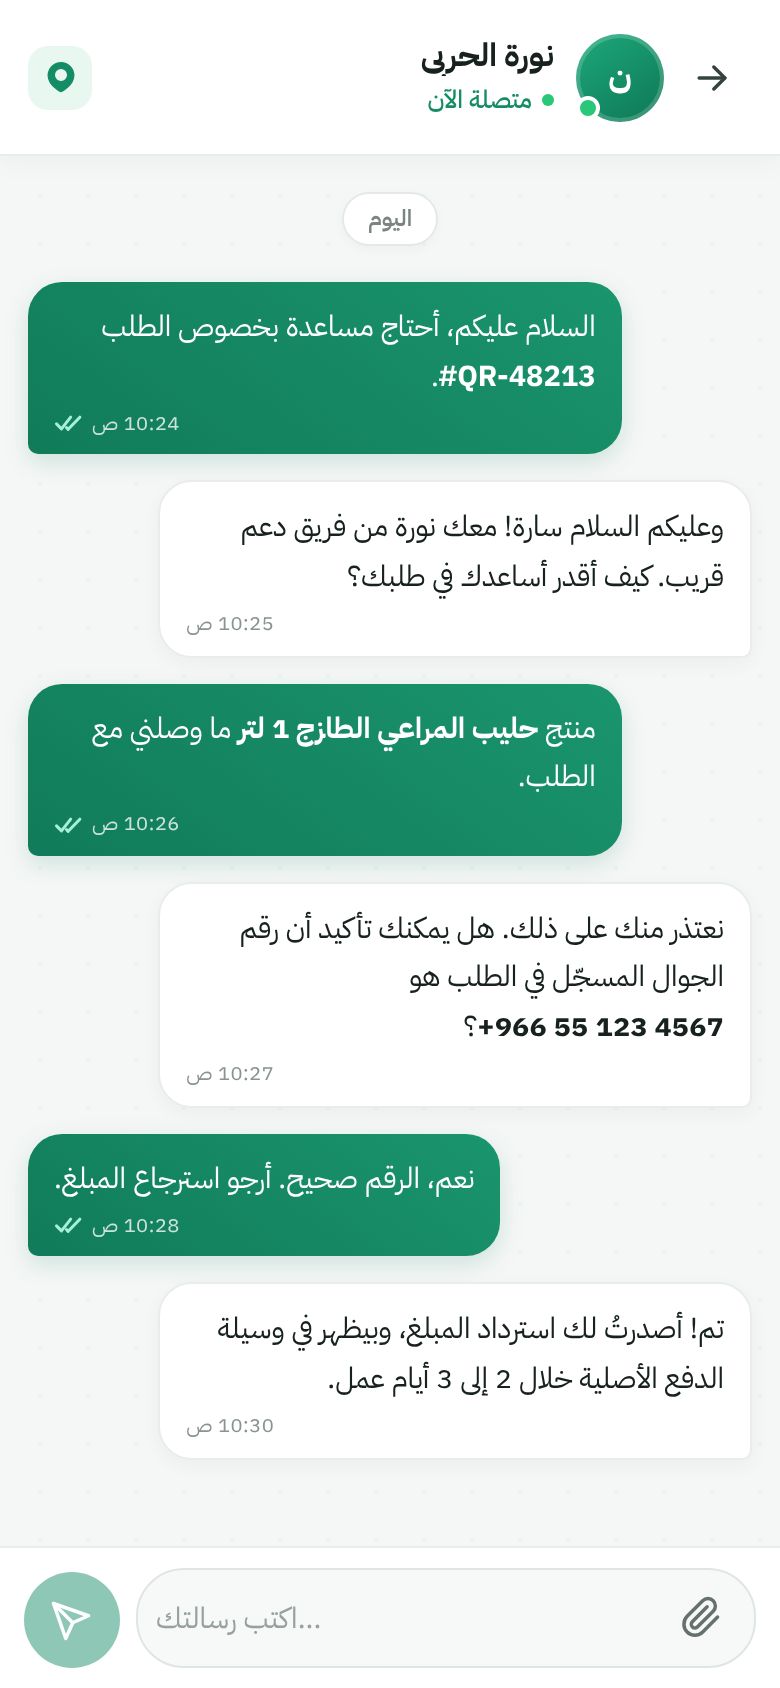 نورة الحربي
متصلة الآن
ن
اليوم
السلام عليكم، أحتاج مساعدة بخصوص الطلب
#QR-48213.
10:24 ص
وعليكم السلام سارة! معك نورة من فريق دعم
قريب. كيف أقدر أساعدك في طلبك؟
10:25 ص
منتج حليب المراعي الطازج 1 لتر ما وصلني مع
الطلب.
10:26 ص
نعتذر منك على ذلك. هل يمكنك تأكيد أن رقم
الجوال المسجّل في الطلب هو
+966 55 123 4567؟
10:27 ص
نعم، الرقم صحيح. أرجو استرجاع المبلغ.
10:28 ص
تم! أصدرتُ لك استرداد المبلغ، وبيظهر في وسيلة
الدفع الأصلية خلال 2 إلى 3 أيام عمل.
10:30 ص
اكتب رسالتك...